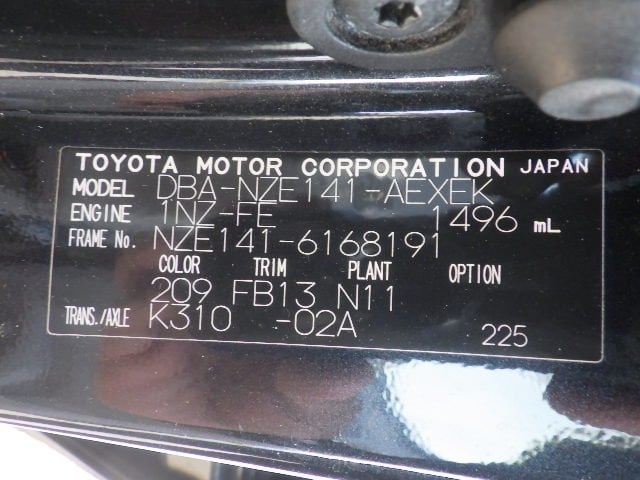 TOYOTA MOTOR CORPORATION JAPAN
MODEL DBA-NZE141-AEXEK
ENGINE 1NZ-FE 1496 mL
FRAME No. NZE141-6168191
COLOR TRIM PLANT OPTION
209 FB13 N11
TRANS./AXLE K310 -02A 225